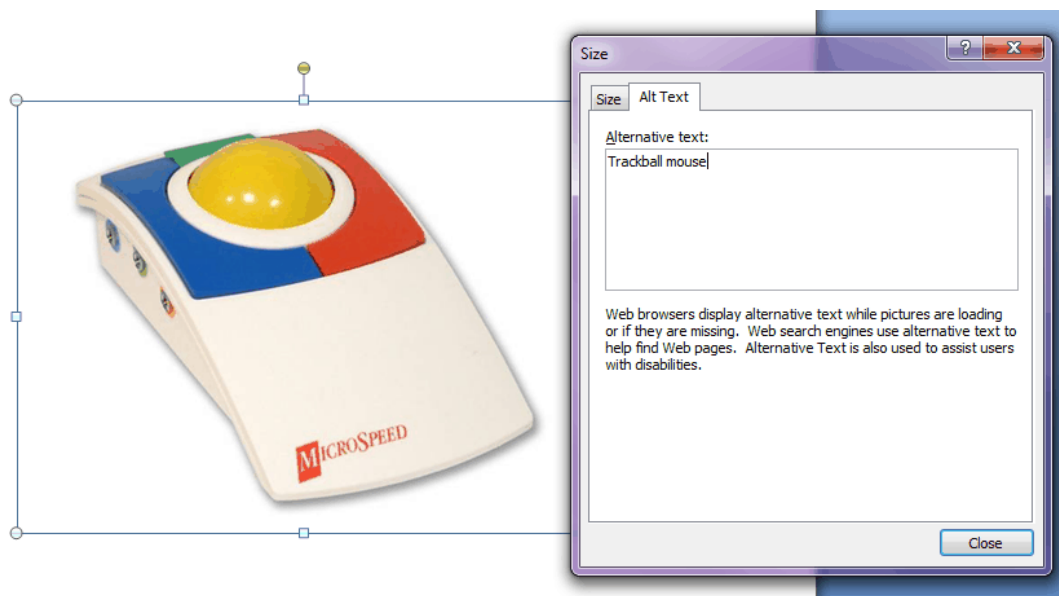 Size
Size
Alt Text
Alternative text:
Trackball mouse
Web browsers display alternative text while pictures are loading
or if they are missing. Web search engines use alternative text to
help find Web pages. Alternative Text is also used to assist users
with disabilities.
Close
MICROSPEED